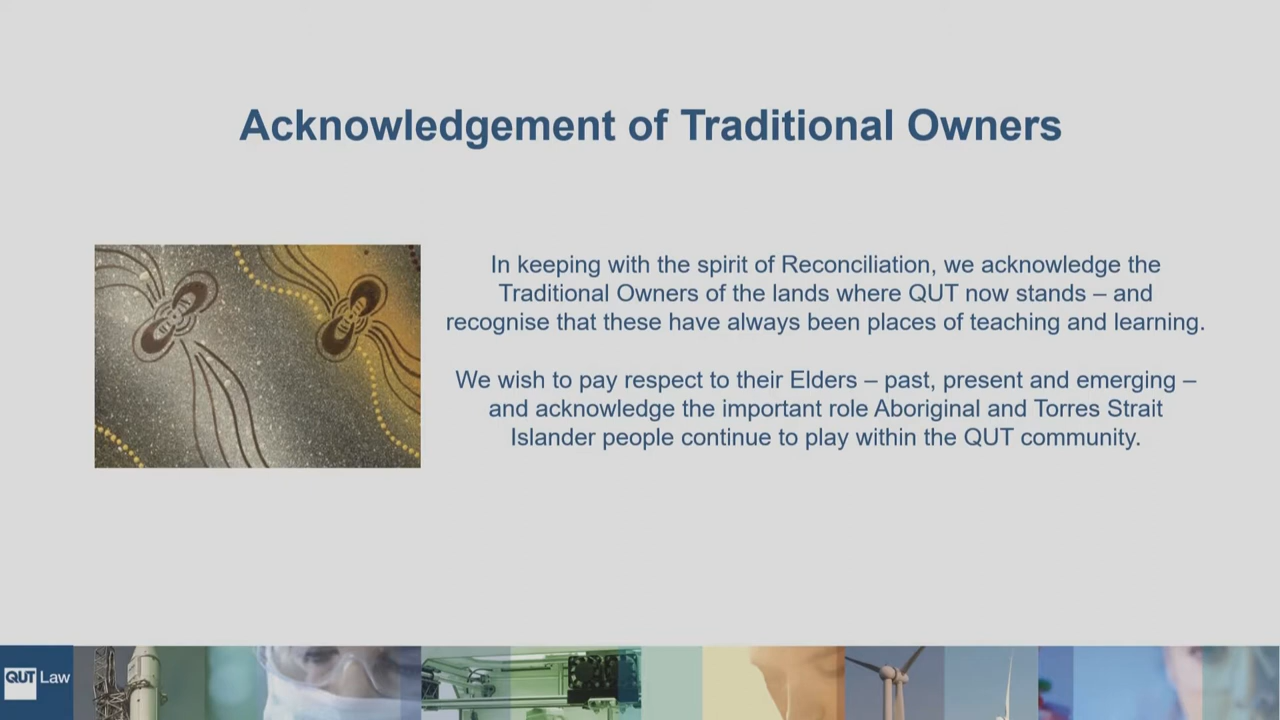 Acknowledgement of Traditional Owners
In keeping with the spirit of Reconciliation, we acknowledge the
Traditional Owners of the lands where QUT now stands – and
recognise that these have always been places of teaching and learning.
We wish to pay respect to their Elders – past, present and emerging –
and acknowledge the important role Aboriginal and Torres Strait
Islander people continue to play within the QUT community.
QUT Law